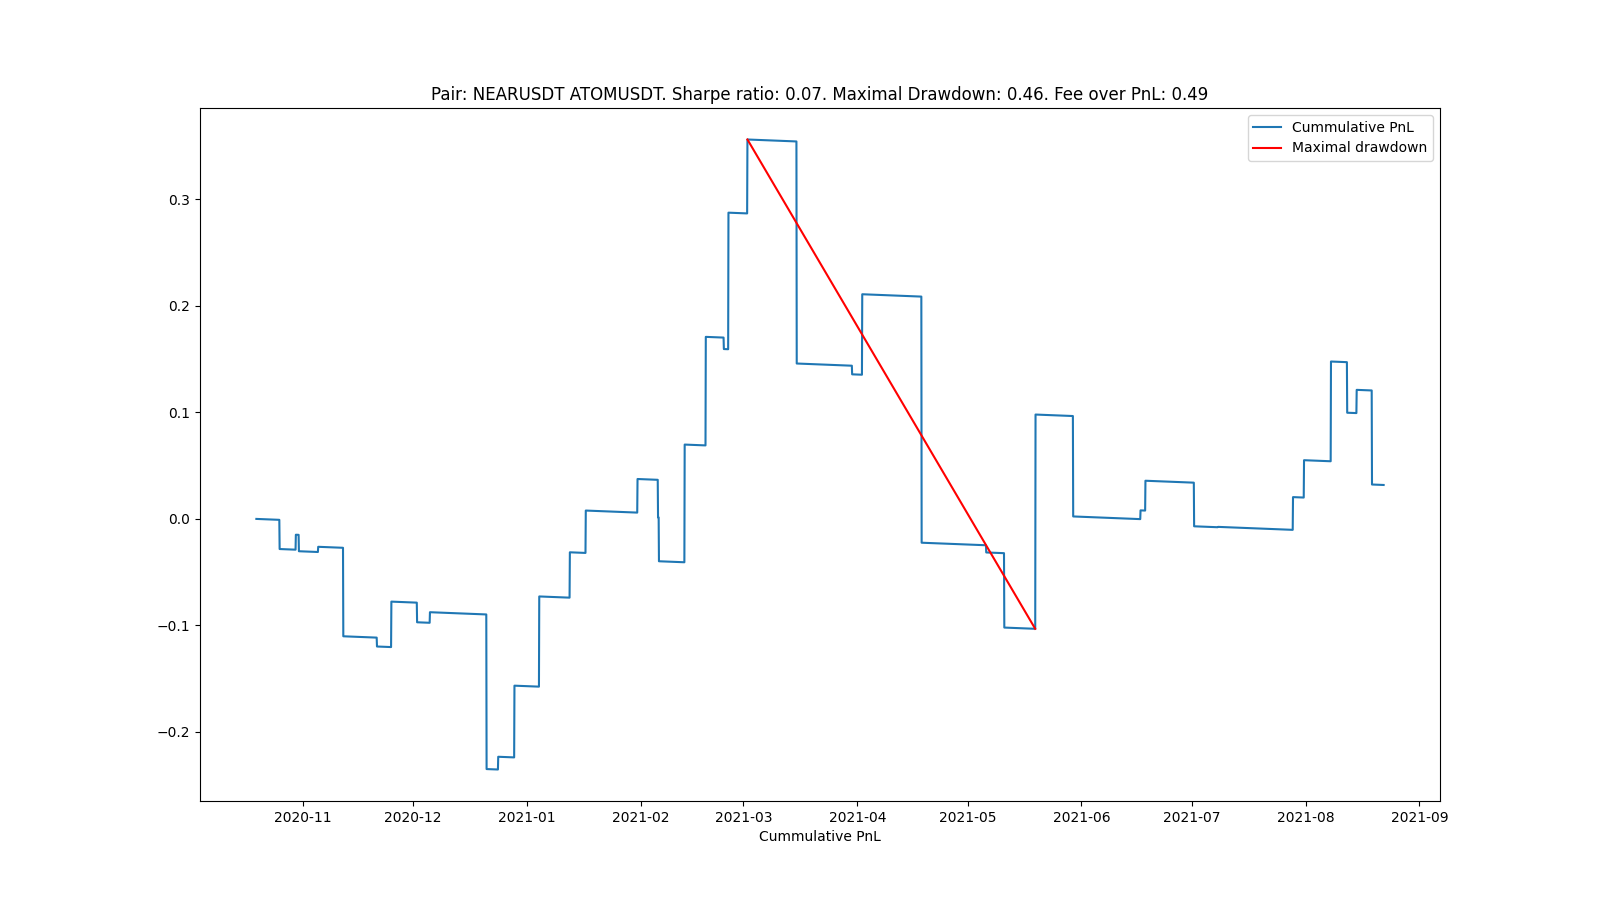 Pair: NEARUSDT ATOMUSDT. Sharpe ratio: 0.07. Maximal Drawdown: 0.46. Fee over PnL: 0.49
Cummulative PnL
Maximal drawdown
0.3
0.2
0.1
0.0
−0.1
−0.2
2020-11 2020-12 2021-01 2021-02 2021-03 2021-04 2021-05 2021-06 2021-07 2021-08 2021-09
Cummulative PnL